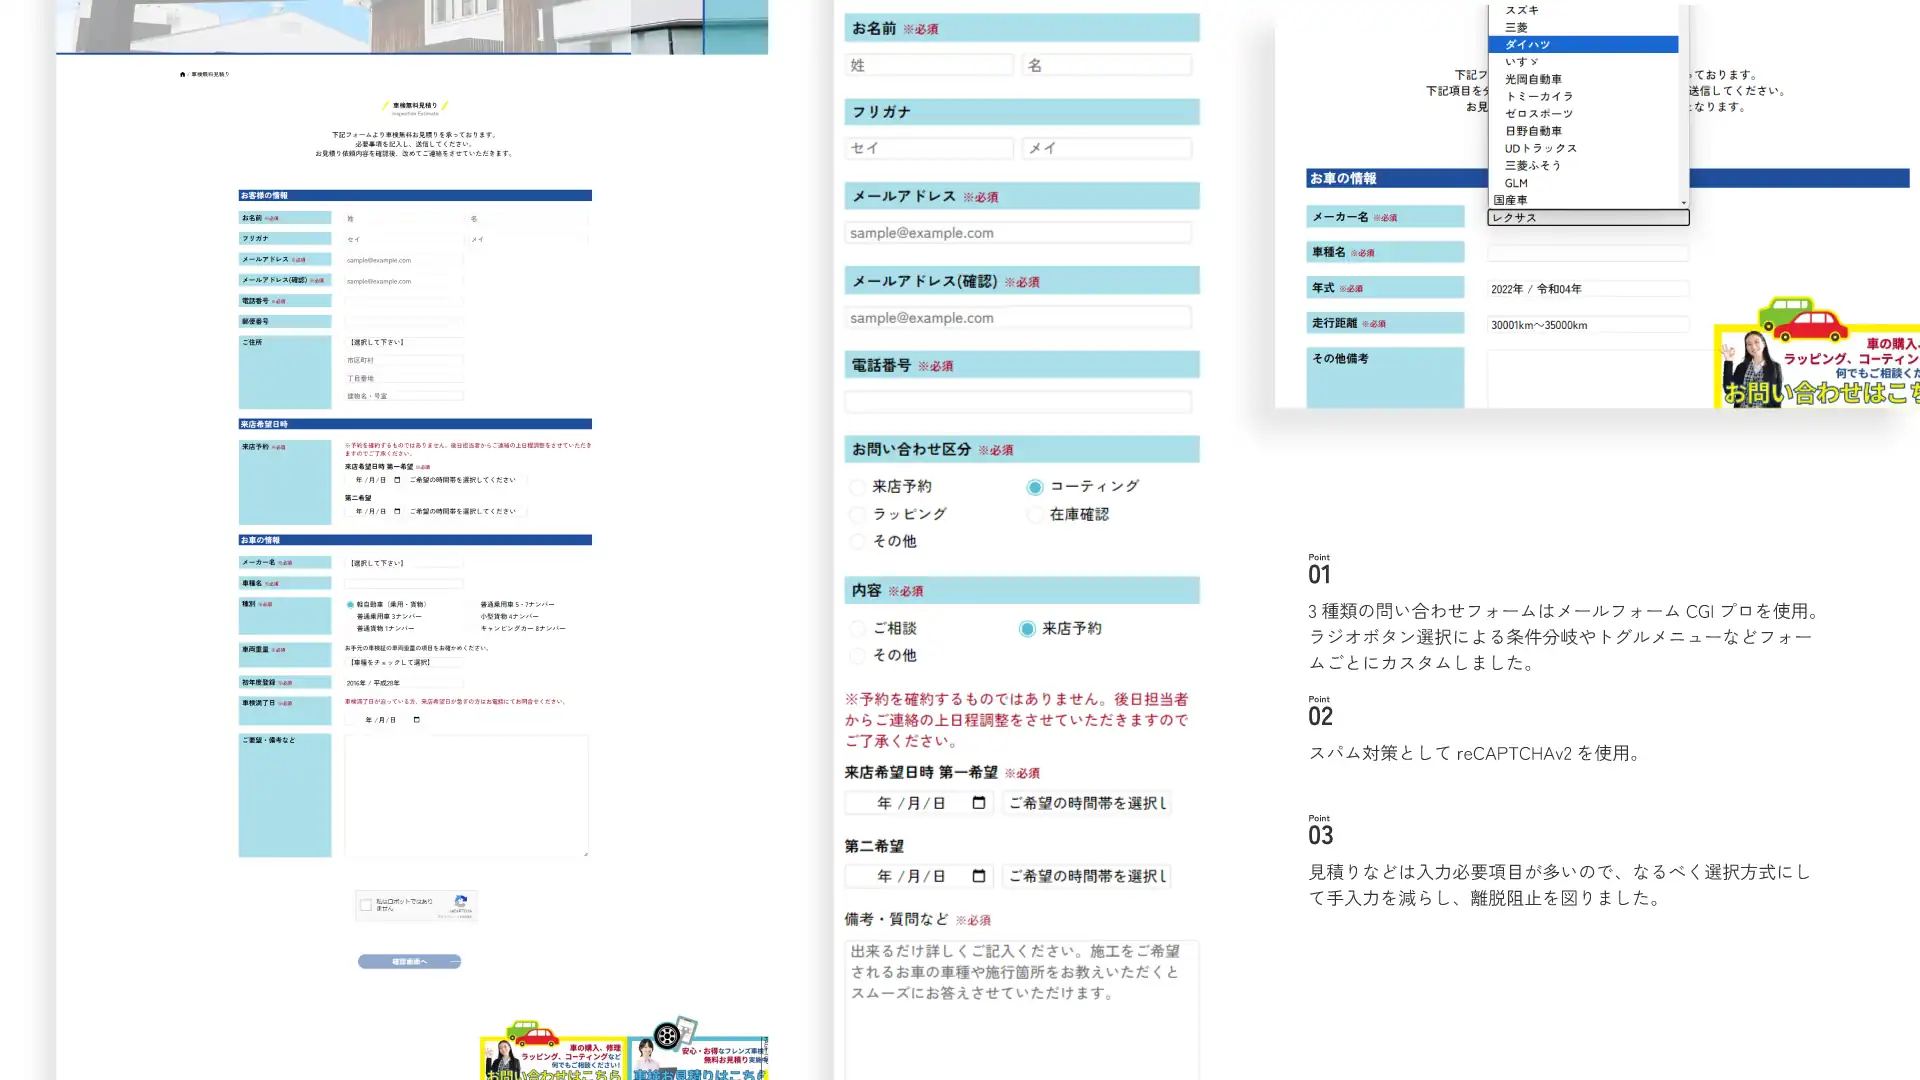 / 車検無料見積り
車検無料見積り
Inspection Estimate
下記フォームより車検無料お見積りを承っております。
必要事項を記入し、送信してください。
お見積り依頼内容を確認後、改めてご連絡をさせていただきます。
お客様の情報
お名前 ※必須
姓
名
フリガナ
セイ
メイ
メールアドレス ※必須
sample@example.com
メールアドレス(確認) ※必須
sample@example.com
電話番号 ※必須
郵便番号
ご住所
【選択して下さい】
市区町村
丁目番地
建物名・号室
来店希望日時
来店予約 ※必須
※予約を確約するものではありません。後日担当者からご連絡の上日程調整をさせていただき
ますのでご了承ください。
来店希望日時 第一希望 ※必須
年 /月/日
ご希望の時間帯を選択してください
第二希望
年 /月/日
ご希望の時間帯を選択してください
お車の情報
メーカー名 ※必須
【選択して下さい】
車種名 ※必須
種別 ※必須
軽自動車（乗用・貨物）
普通乗用車 5・7ナンバー
普通乗用車 3ナンバー
小型貨物 4ナンバー
普通貨物 1ナンバー
キャンピングカー 8ナンバー
車両重量 ※必須
お手元の車検証の車両重量の項目をお確かめください。
【車種をチェックして選択】
初年度登録 ※必須
2016年 / 平成28年
車検満了日 ※必須
車検満了日が迫っている方、来店希望日が急ぎの方はお電話にてお問合せください。
年 /月/日
ご要望・備考など
私はロボットではあり
ません
reCAPTCHA
確認画面へ
車の購入、修理
ラッピング、コーティングなど
何でもご相談ください！
お問い合わせはこちら
安心・お得なフレンズ車検
無料お見積り実施中
車検お見積りはこちら
お名前 ※必須
姓
名
フリガナ
セイ
メイ
メールアドレス ※必須
sample@example.com
メールアドレス(確認) ※必須
sample@example.com
電話番号 ※必須
お問い合わせ区分 ※必須
来店予約
コーティング
ラッピング
在庫確認
その他
内容 ※必須
ご相談
来店予約
その他
※予約を確約するものではありません。後日担当者
からご連絡の上日程調整をさせていただきますので
ご了承ください。
来店希望日時 第一希望 ※必須
年 /月/日
ご希望の時間帯を選択し
第二希望
年 /月/日
ご希望の時間帯を選択し
備考・質問など ※必須
出来るだけ詳しくご記入ください。施工をご希望
されるお車の車種や施行箇所をお教えいただくと
スムーズにお答えさせていただけます。
スズキ
三菱
ダイハツ
いすゞ
光岡自動車
トミーカイラ
ゼロスポーツ
日野自動車
UDトラックス
三菱ふそう
GLM
国産車
レクサス
下記フ
っております。
下記項目を
送信してください。
お見
となります。
お車の情報
メーカー名 ※必須
車種名 ※必須
年式 ※必須
2022年 / 令和04年
走行距離 ※必須
30001km〜35000km
その他備考
車の購入、
ラッピング、コーティン
何でもご相談くだ
お問い合わせはこち
Point
01
3 種類の問い合わせフォームはメールフォーム CGI プロを使用。
ラジオボタン選択による条件分岐やトグルメニューなどフォー
ムごとにカスタムしました。
Point
02
スパム対策として reCAPTCHAv2 を使用。
Point
03
見積りなどは入力必要項目が多いので、なるべく選択方式にし
て手入力を減らし、離脱阻止を図りました。